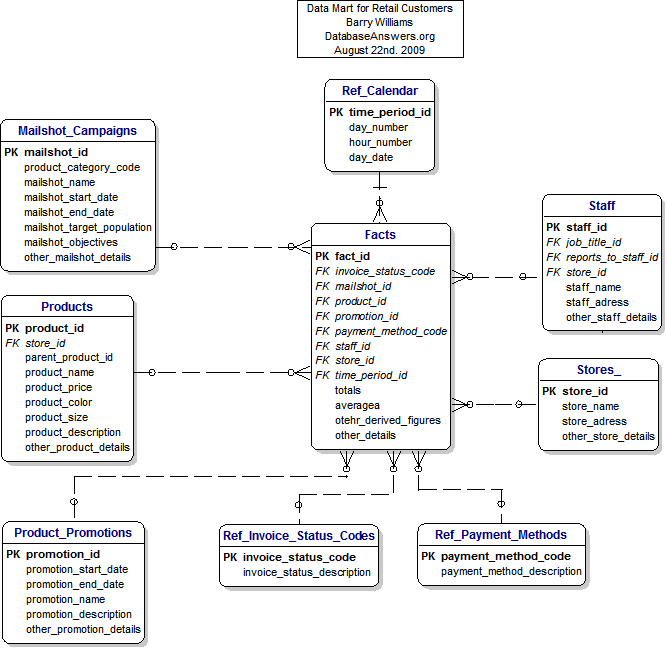 Data Mart for Retail Customers
Barry Williams
DatabaseAnswers.org
August 22nd. 2009
Ref_Calendar
PK time_period_id
day_number
hour_number
day_date
Mailshot_Campaigns
PK mailshot_id
product_category_code
mailshot_name
mailshot_start_date
mailshot_end_date
mailshot_target_population
mailshot_objectives
other_mailshot_details
Staff
PK staff_id
FK job_title_id
FK reports_to_staff_id
FK store_id
staff_name
staff_adress
other_staff_details
Facts
PK fact_id
FK invoice_status_code
FK mailshot_id
FK product_id
FK promotion_id
FK payment_method_code
FK staff_id
FK store_id
FK time_period_id
totals
averagea
otehr_derived_figures
other_details
Products
PK product_id
FK store_id
parent_product_id
product_name
product_price
product_color
product_size
product_description
other_product_details
Stores_
PK store_id
store_name
store_adress
other_store_details
Product_Promotions
PK promotion_id
promotion_start_date
promotion_end_date
promotion_name
promotion_description
other_promotion_details
Ref_Invoice_Status_Codes
PK invoice_status_code
invoice_status_description
Ref_Payment_Methods
PK payment_method_code
payment_method_description